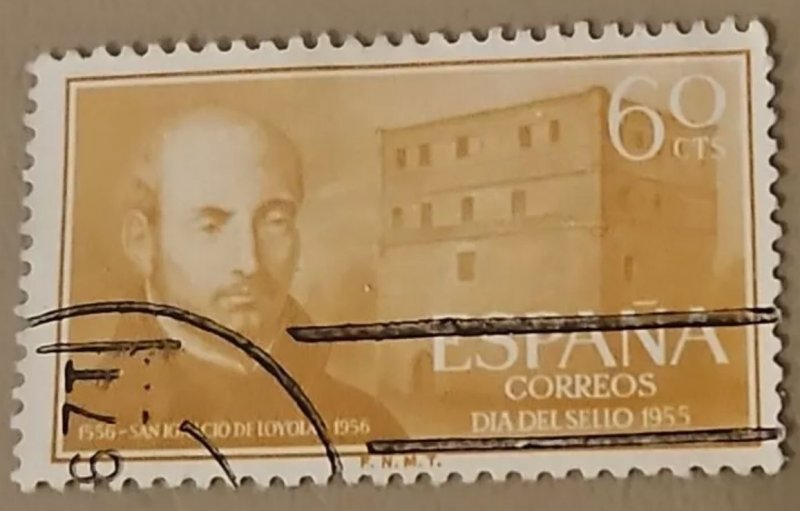 60
CTS
ESPAÑA
CORREOS
DIA DEL SELLO 1955
1556-SAN IGNACIO DE LOYOLA-1956
F. N. M. T.